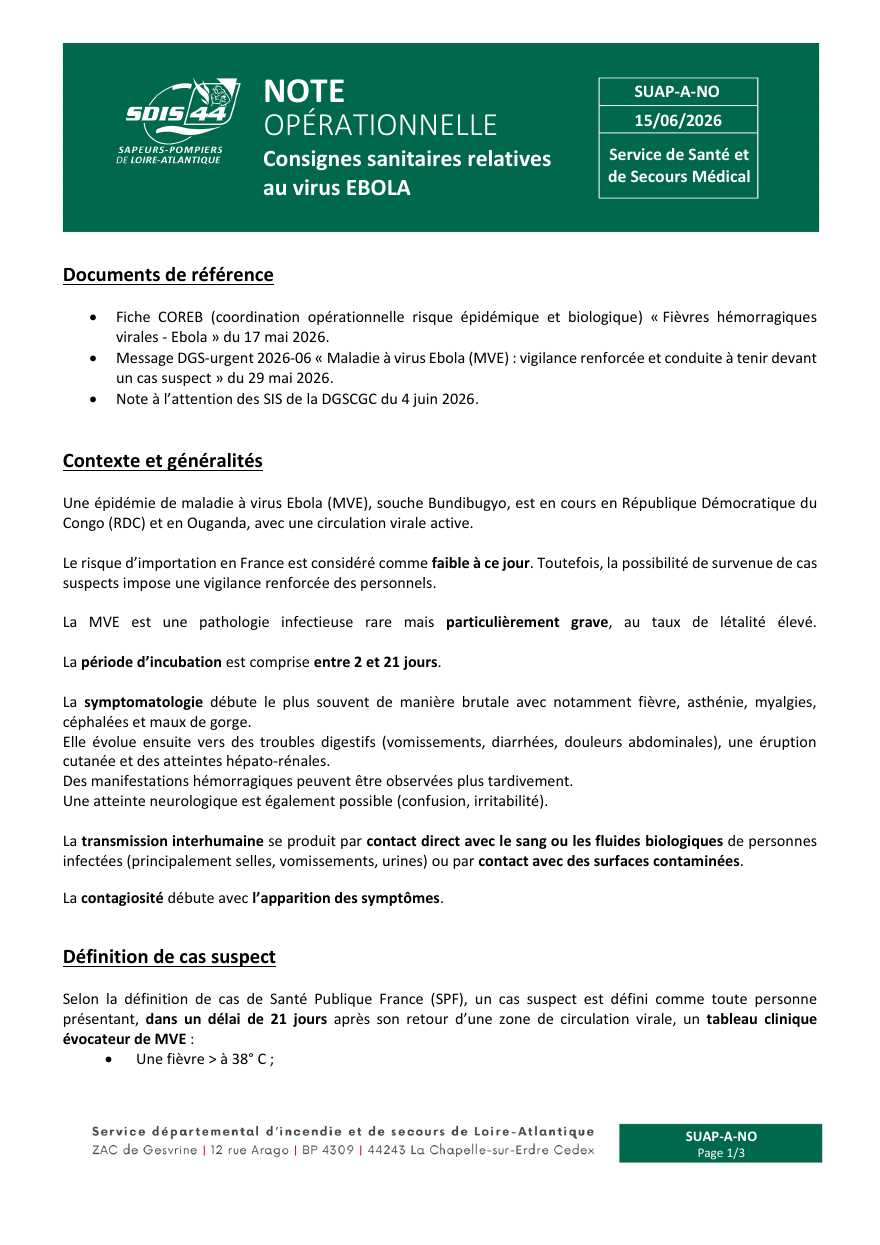 SDIS 44
SAPEURS-POMPIERS
DE LOIRE-ATLANTIQUE
NOTE
OPÉRATIONNELLE
Consignes sanitaires relatives
au virus EBOLA
SUAP-A-NO
15/06/2026
Service de Santé et
de Secours Médical
Documents de référence
• Fiche COREB (coordination opérationnelle risque épidémique et biologique) « Fièvres hémorragiques
virales - Ebola » du 17 mai 2026.
• Message DGS-urgent 2026-06 « Maladie à virus Ebola (MVE) : vigilance renforcée et conduite à tenir devant
un cas suspect » du 29 mai 2026.
• Note à l’attention des SIS de la DGSCGC du 4 juin 2026.
Contexte et généralités
Une épidémie de maladie à virus Ebola (MVE), souche Bundibugyo, est en cours en République Démocratique du
Congo (RDC) et en Ouganda, avec une circulation virale active.
Le risque d’importation en France est considéré comme faible à ce jour. Toutefois, la possibilité de survenue de cas
suspects impose une vigilance renforcée des personnels.
La MVE est une pathologie infectieuse rare mais particulièrement grave, au taux de létalité élevé.
La période d’incubation est comprise entre 2 et 21 jours.
La symptomatologie débute le plus souvent de manière brutale avec notamment fièvre, asthénie, myalgies,
céphalées et maux de gorge.
Elle évolue ensuite vers des troubles digestifs (vomissements, diarrhées, douleurs abdominales), une éruption
cutanée et des atteintes hépato-rénales.
Des manifestations hémorragiques peuvent être observées plus tardivement.
Une atteinte neurologique est également possible (confusion, irritabilité).
La transmission interhumaine se produit par contact direct avec le sang ou les fluides biologiques de personnes
infectées (principalement selles, vomissements, urines) ou par contact avec des surfaces contaminées.
La contagiosité débute avec l’apparition des symptômes.
Définition de cas suspect
Selon la définition de cas de Santé Publique France (SPF), un cas suspect est défini comme toute personne
présentant, dans un délai de 21 jours après son retour d’une zone de circulation virale, un tableau clinique
évocateur de MVE :
• Une fièvre > à 38° C ;
Service départemental d’incendie et de secours de Loire-Atlantique
ZAC de Gesvrine | 12 rue Arago | BP 4309 | 44243 La Chapelle-sur-Erdre Cedex
SUAP-A-NO
Page 1/3